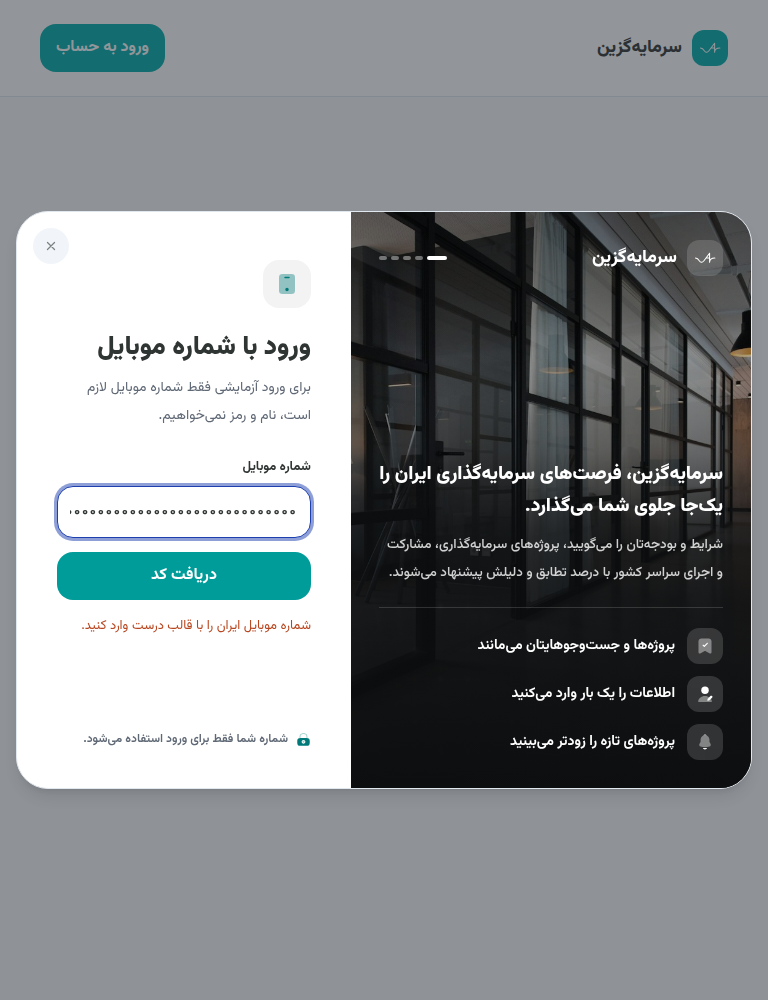 سرمایه‌گزین
ورود به حساب
سرمایه‌گزین
سرمایه‌گزین، فرصت‌های سرمایه‌گذاری ایران را
یک‌جا جلوی شما می‌گذارد.
شرایط و بودجه‌تان را می‌گویید، پروژه‌های سرمایه‌گذاری، مشارکت
و اجرای سراسر کشور با درصد تطابق و دلیلش پیشنهاد می‌شوند.
پروژه‌ها و جست‌وجوهایتان می‌مانند
اطلاعات را یک بار وارد می‌کنید
پروژه‌های تازه را زودتر می‌بینید
ورود با شماره موبایل
برای ورود آزمایشی فقط شماره موبایل لازم
است، نام و رمز نمی‌خواهیم.
شماره موبایل
دریافت کد
شماره موبایل ایران را با قالب درست وارد کنید.
شماره شما فقط برای ورود استفاده می‌شود.